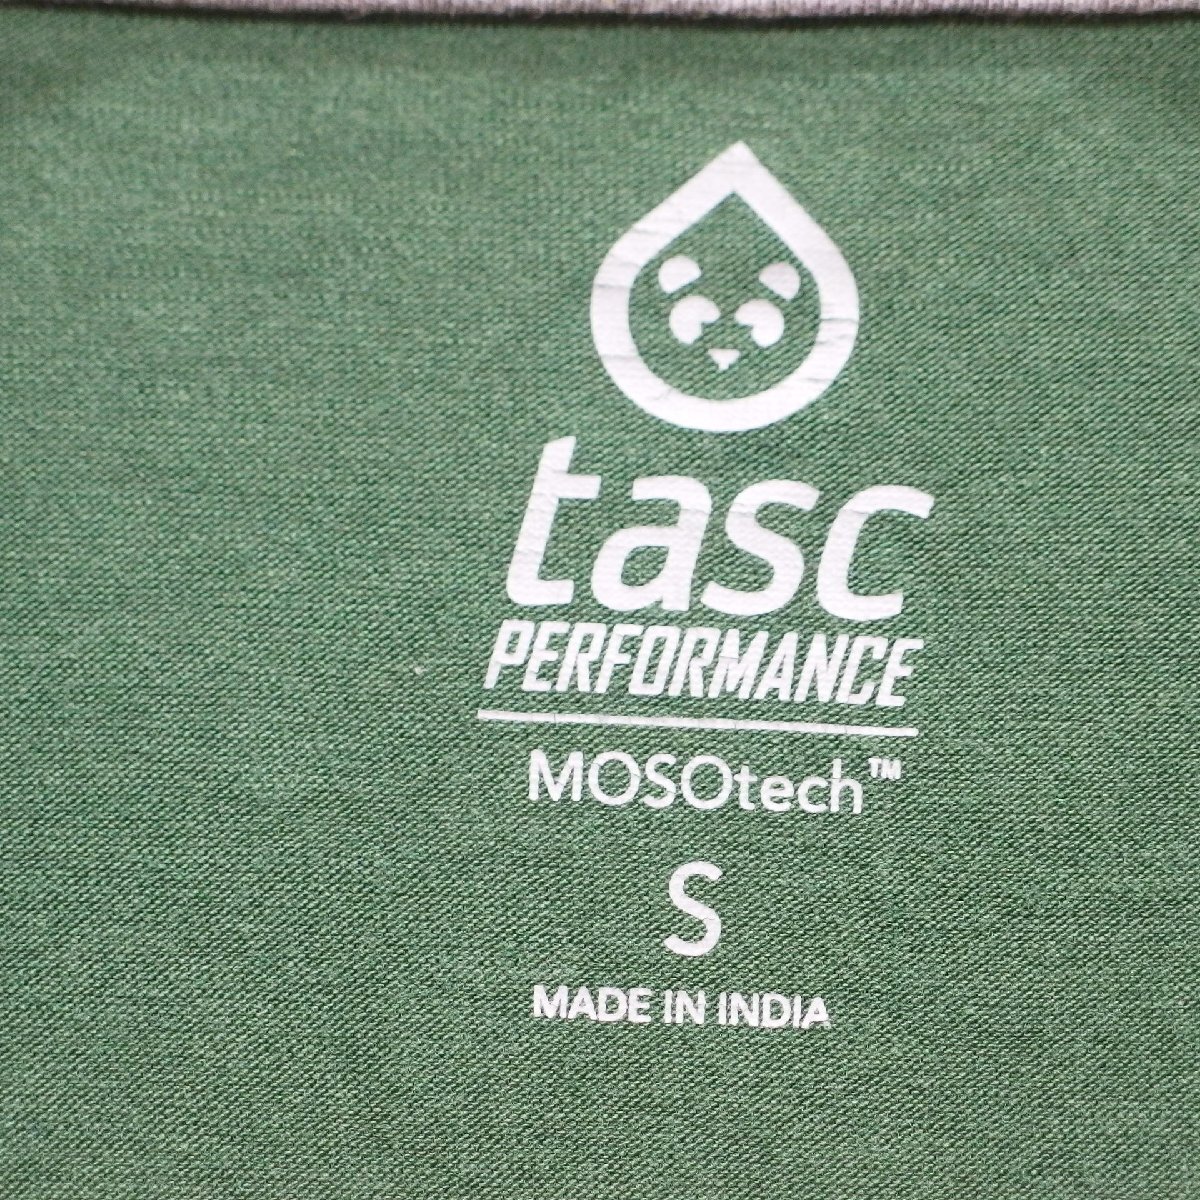 tasc
PERFORMANCE
MOSOtech™
S
MADE IN INDIA